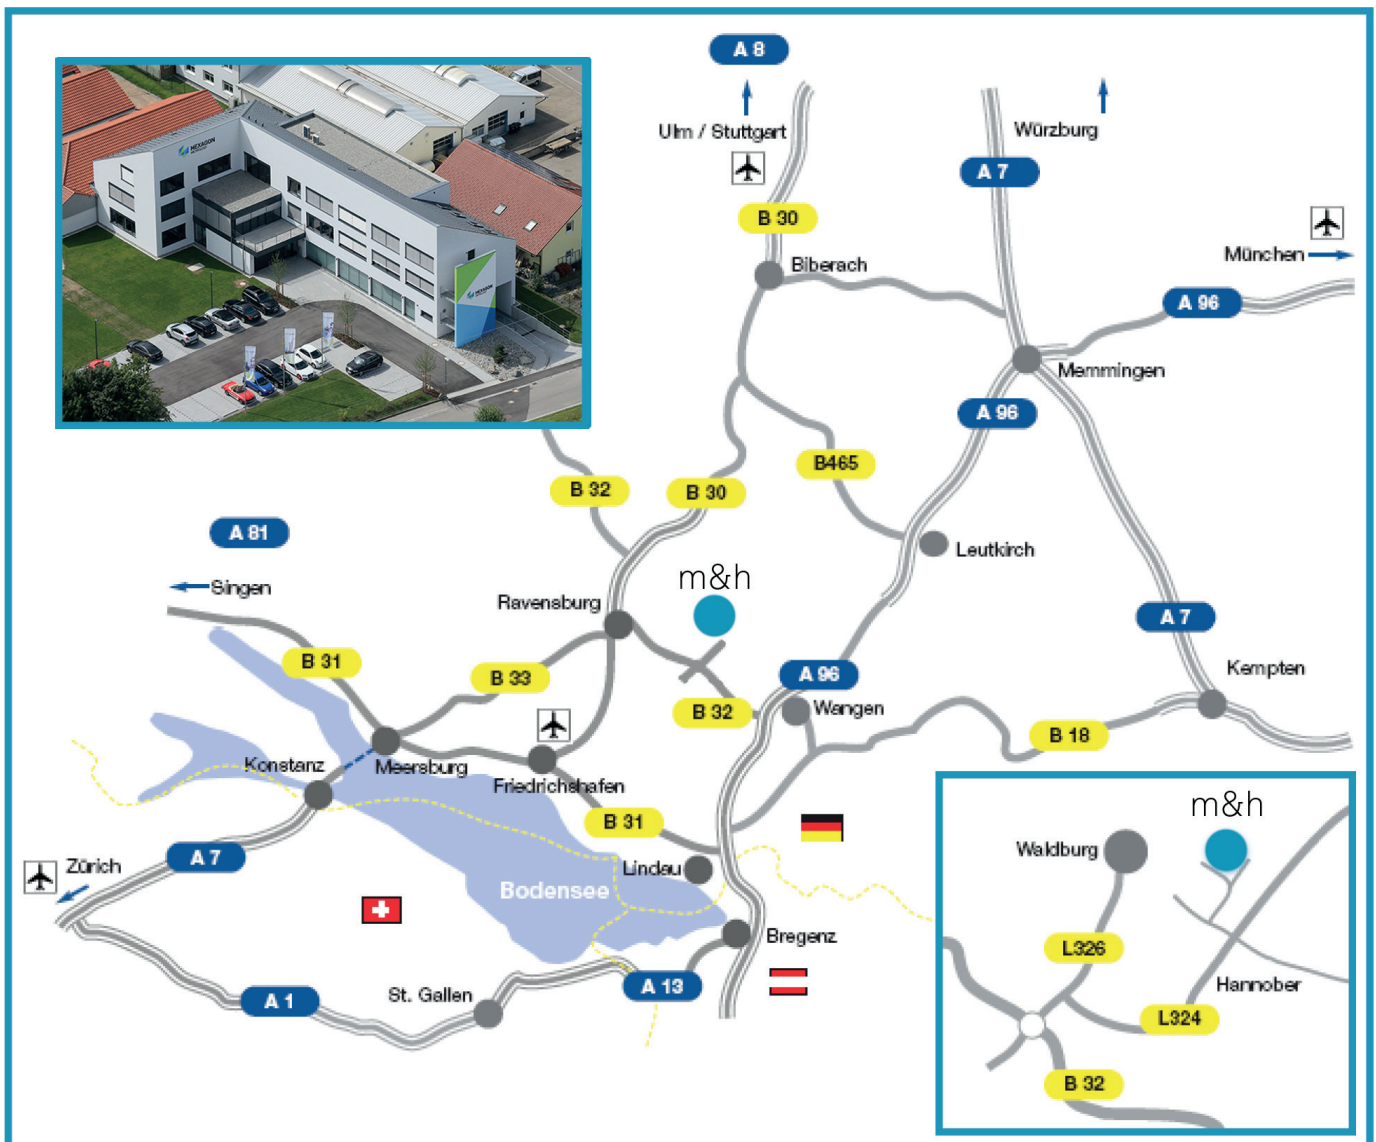 A 8
Ulm / Stuttgart
Würzburg
HEXAGON
A 7
B 30
München
Biberach
A 96
HEXAGON
Memmingen
A 96
B465
B 32
B 30
A 81
Leutkirch
m&h
Singen
Ravensburg
A 7
B 31
B 33
A 96
Kempten
B 32
Wangen
B 18
Konstanz
Meersburg
Friedrichshafen
m&h
B 31
Waldburg
A 7
Zürich
Lindau
Bodensee
Bregenz
L326
A 13
Hannober
St. Gallen
A 1
L324
B 32